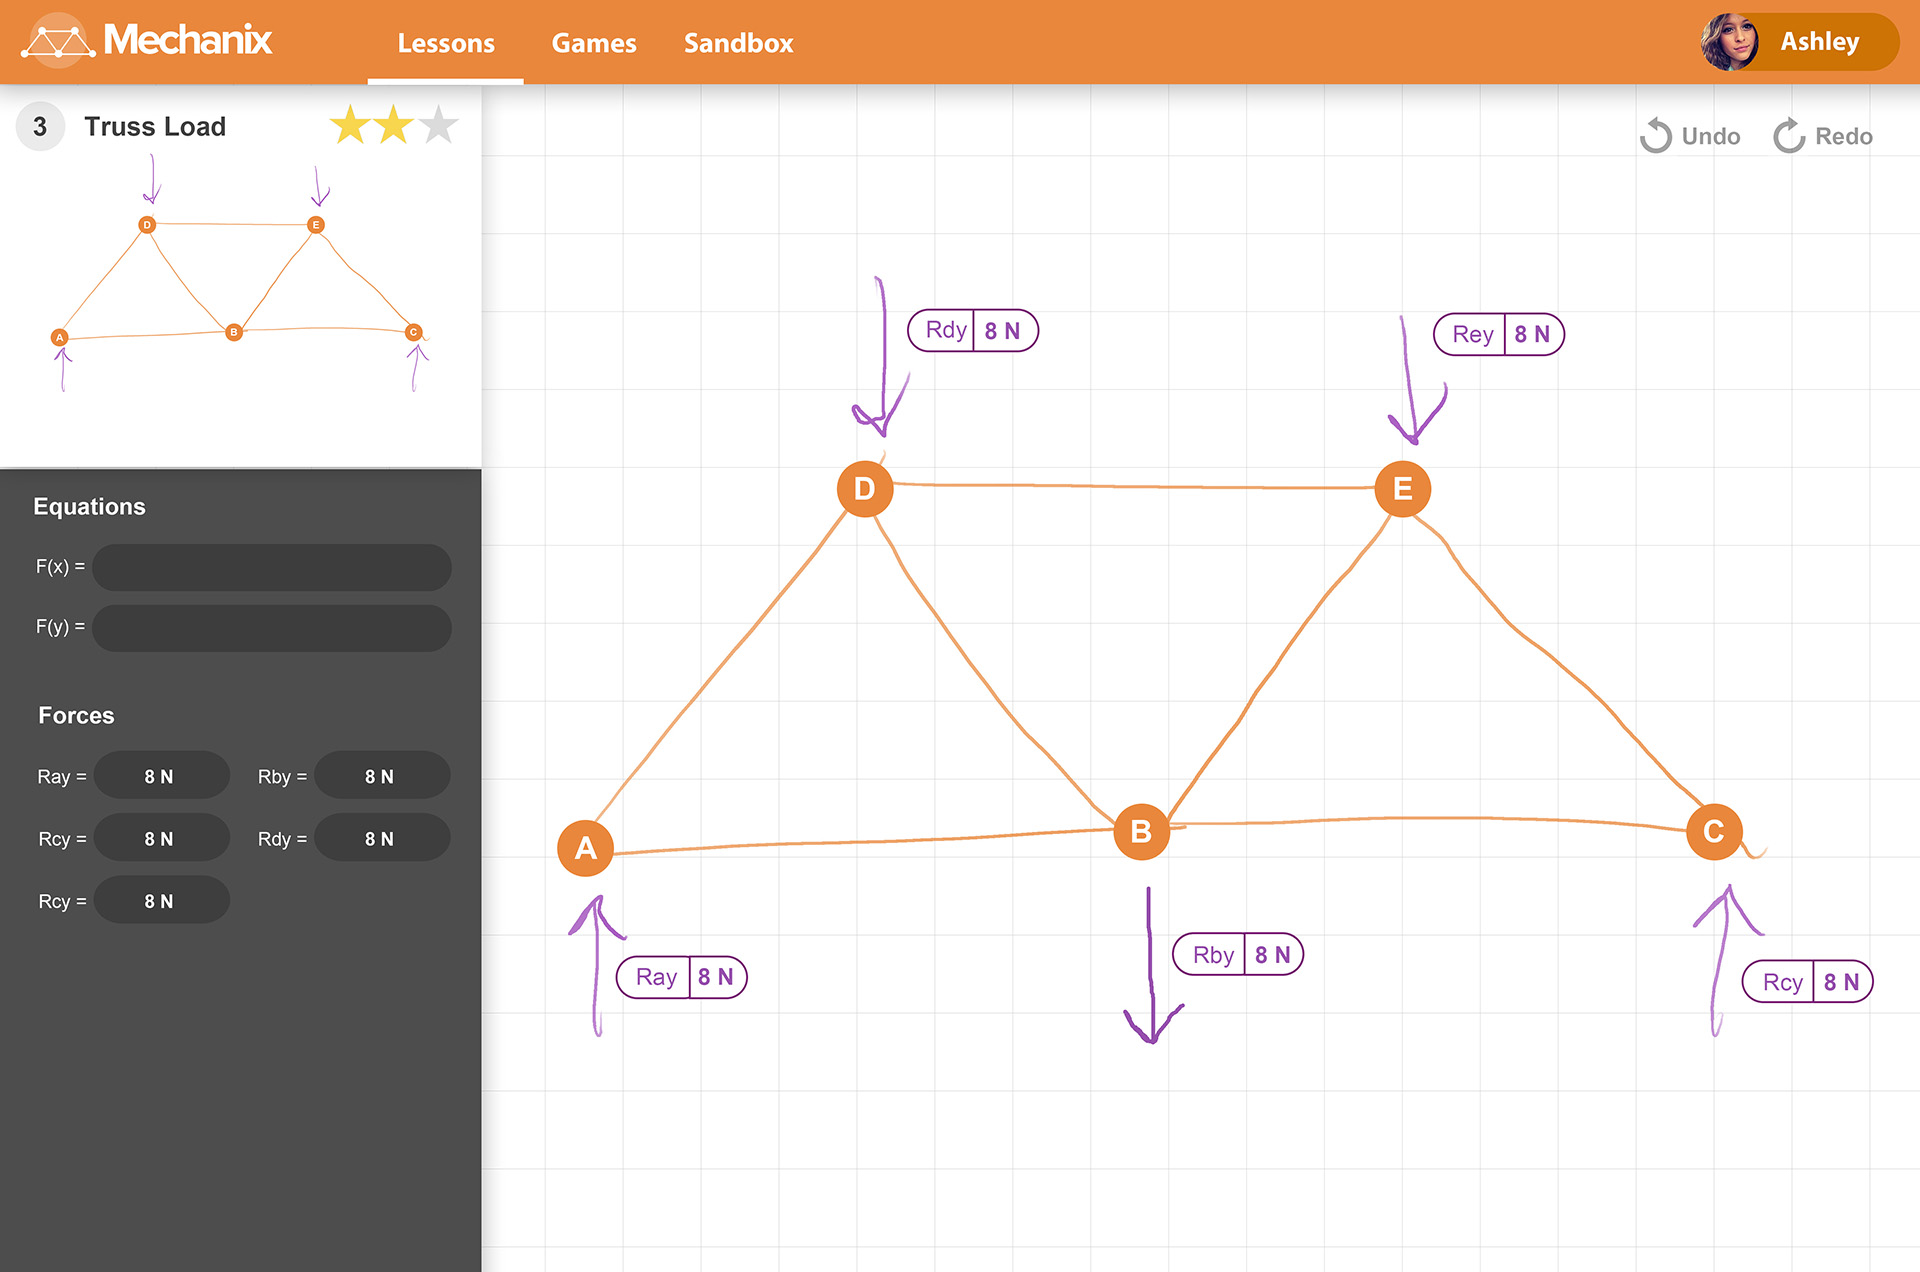 Mechanix
Lessons Games Sandbox
Ashley
3 Truss Load
Undo Redo
D E
A B C
Equations
F(x) =
F(y) =
Forces
Ray = 8 N Rby = 8 N
Rcy = 8 N Rdy = 8 N
Rcy = 8 N
Rdy 8 N
Rey 8 N
D E
A B C
Ray 8 N
Rby 8 N
Rcy 8 N